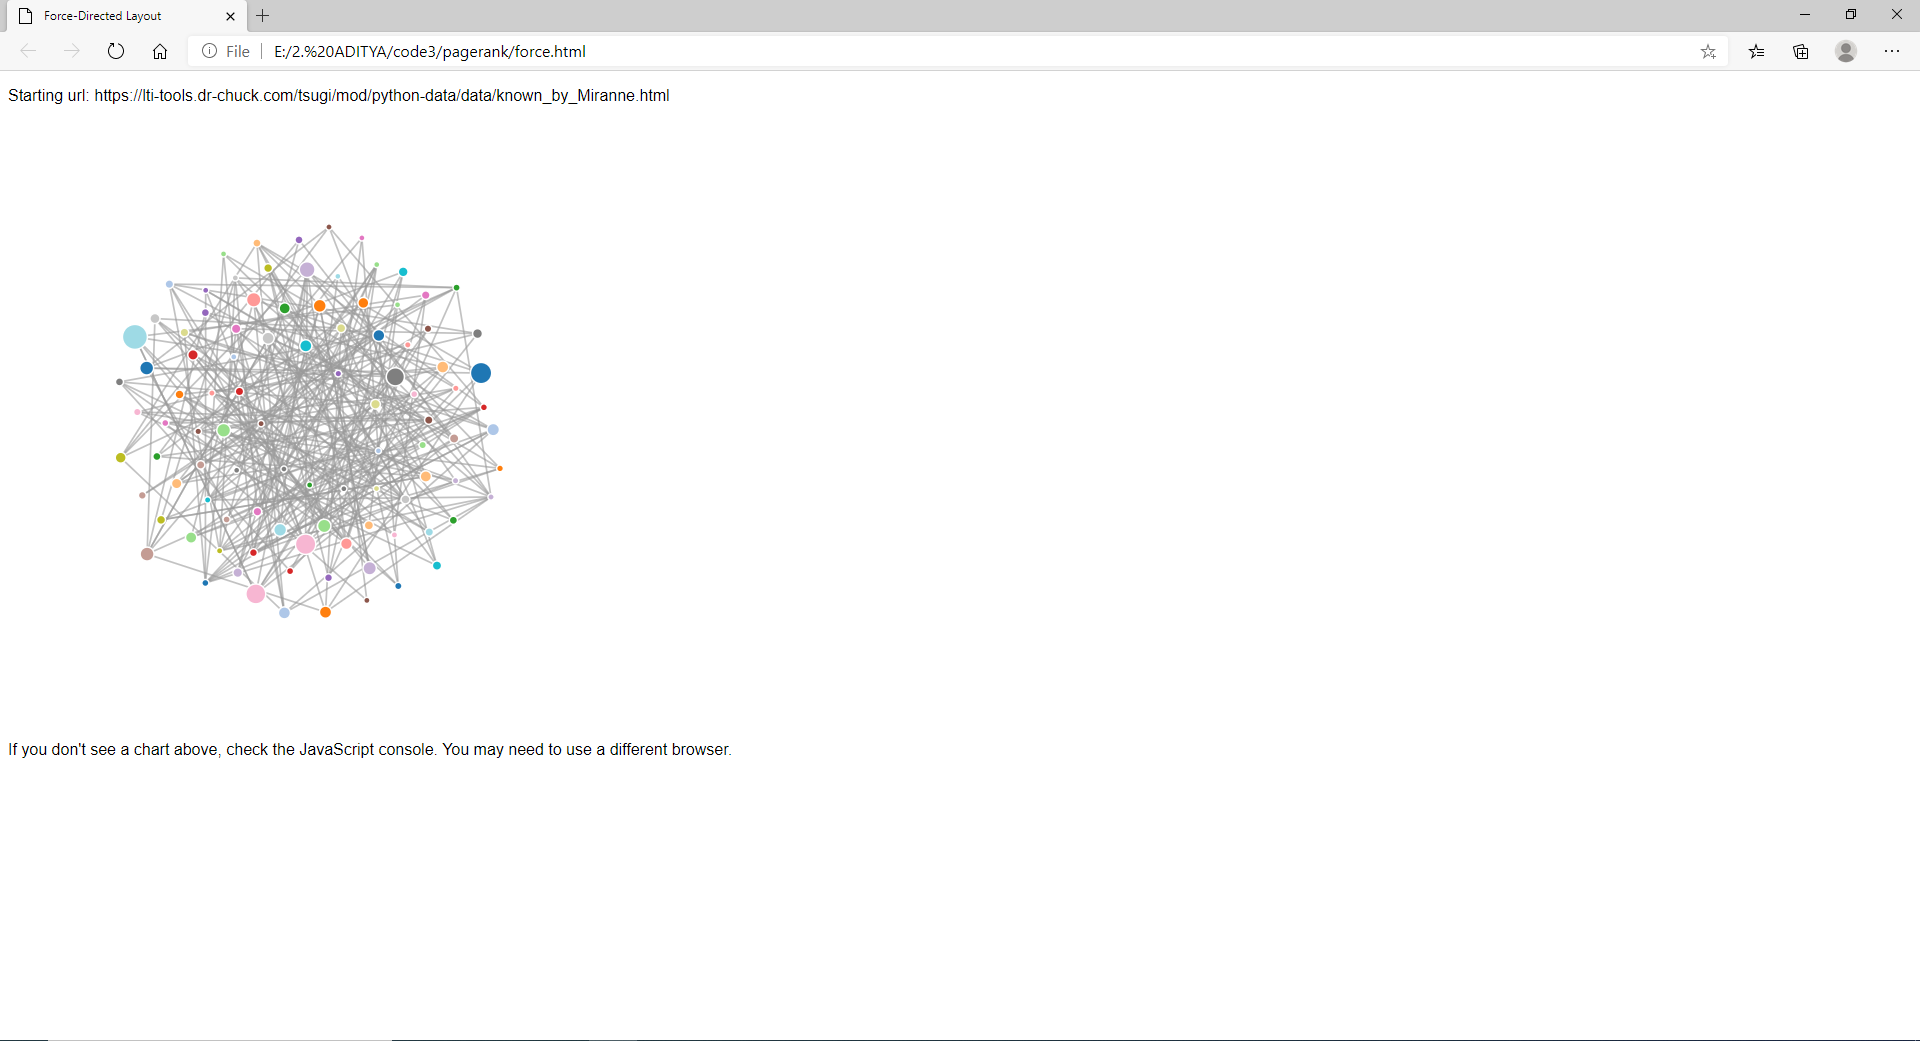 Force-Directed Layout
File E:/2.%20ADITYA/code3/pagerank/force.html
Starting url: https://lti-tools.dr-chuck.com/tsugi/mod/python-data/data/known_by_Miranne.html
If you don't see a chart above, check the JavaScript console. You may need to use a different browser.